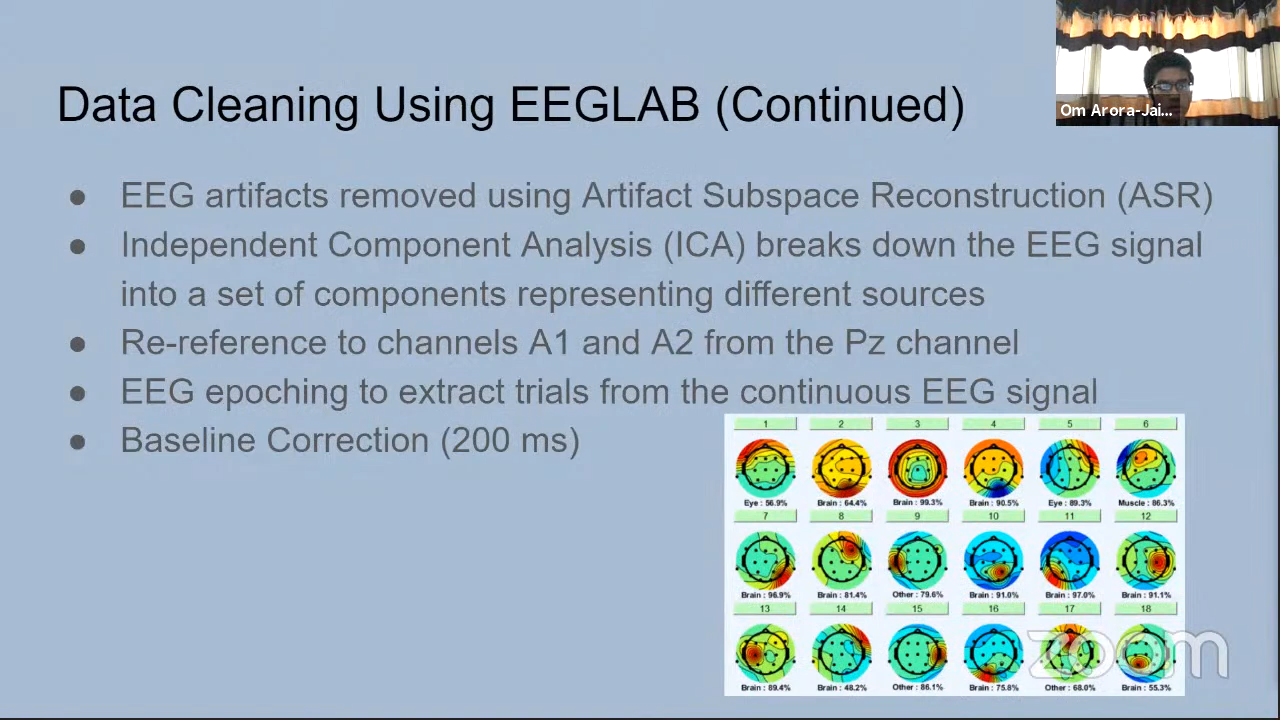 Data Cleaning Using EEGLAB (Continued)
Om Arora-Jai...
● EEG artifacts removed using Artifact Subspace Reconstruction (ASR)
● Independent Component Analysis (ICA) breaks down the EEG signal
into a set of components representing different sources
● Re-reference to channels A1 and A2 from the Pz channel
● EEG epoching to extract trials from the continuous EEG signal
● Baseline Correction (200 ms)
1 2 3 4 5 6
Eye : 56.9% Brain : 64.4% Brain : 99.3% Brain : 90.5% Eye : 89.3% Muscle : 86.3%
7 8 9 10 11 12
Brain : 96.9% Brain : 81.4% Other : 79.6% Brain : 91.0% Brain : 97.0% Brain : 91.1%
13 14 15 16 17 18
Brain : 89.4% Brain : 48.2% Other : 86.1% Brain : 75.8% Other : 68.0% Brain : 55.3%
zoom